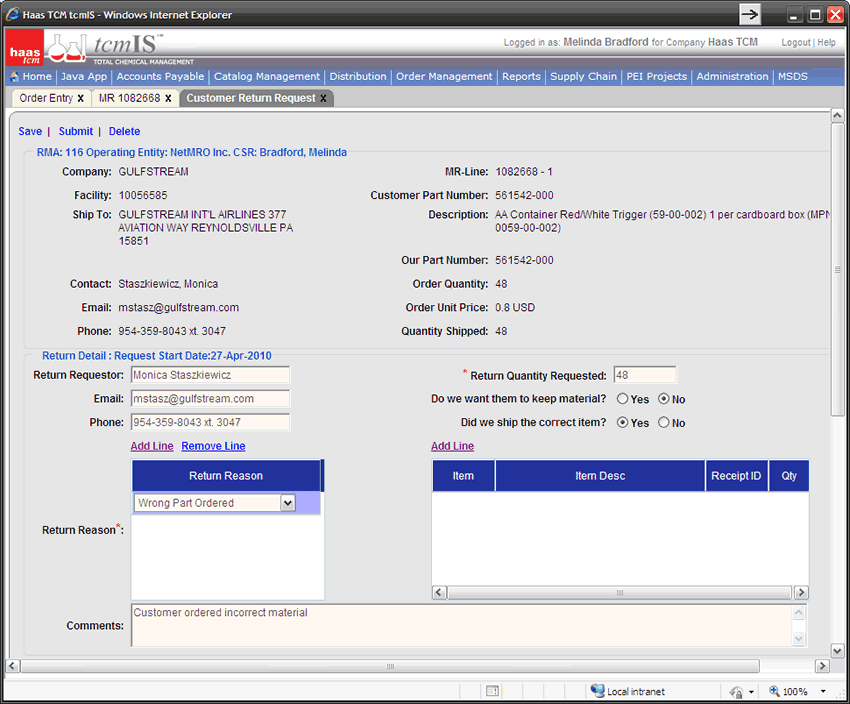 Haas TCM tcmIS - Windows Internet Explorer
haas tcm
tcmIS™
TOTAL CHEMICAL MANAGEMENT
Logged in as: Melinda Bradford for Company Haas TCM
Logout | Help
Home | Java App | Accounts Payable | Catalog Management | Distribution | Order Management | Reports | Supply Chain | PEI Projects | Administration | MSDS
Order Entry x MR 1082668 x Customer Return Request x
Save | Submit | Delete
RMA: 116 Operating Entity: NetMRO Inc. CSR: Bradford, Melinda
Company: GULFSTREAM
MR-Line: 1082668 - 1
Facility: 10056585
Customer Part Number: 561542-000
Ship To: GULFSTREAM INT'L AIRLINES 377
AVIATION WAY REYNOLDSVILLE PA
15851
Description: AA Container Red/White Trigger (59-00-002) 1 per cardboard box (MPN
0059-00-002)
Our Part Number: 561542-000
Contact: Staszkiewicz, Monica
Order Quantity: 48
Email: mstasz@gulfstream.com
Order Unit Price: 0.8 USD
Phone: 954-359-8043 xt. 3047
Quantity Shipped: 48
Return Detail : Request Start Date:27-Apr-2010
Return Requestor: Monica Staszkiewicz
* Return Quantity Requested: 48
Email: mstasz@gulfstream.com
Do we want them to keep material? Yes No
Phone: 954-359-8043 xt. 3047
Did we ship the correct item? Yes No
Add Line Remove Line
Add Line
Return Reason
Item Item Desc Receipt ID Qty
Wrong Part Ordered
Return Reason*:
Comments: Customer ordered incorrect material
Local intranet
100%